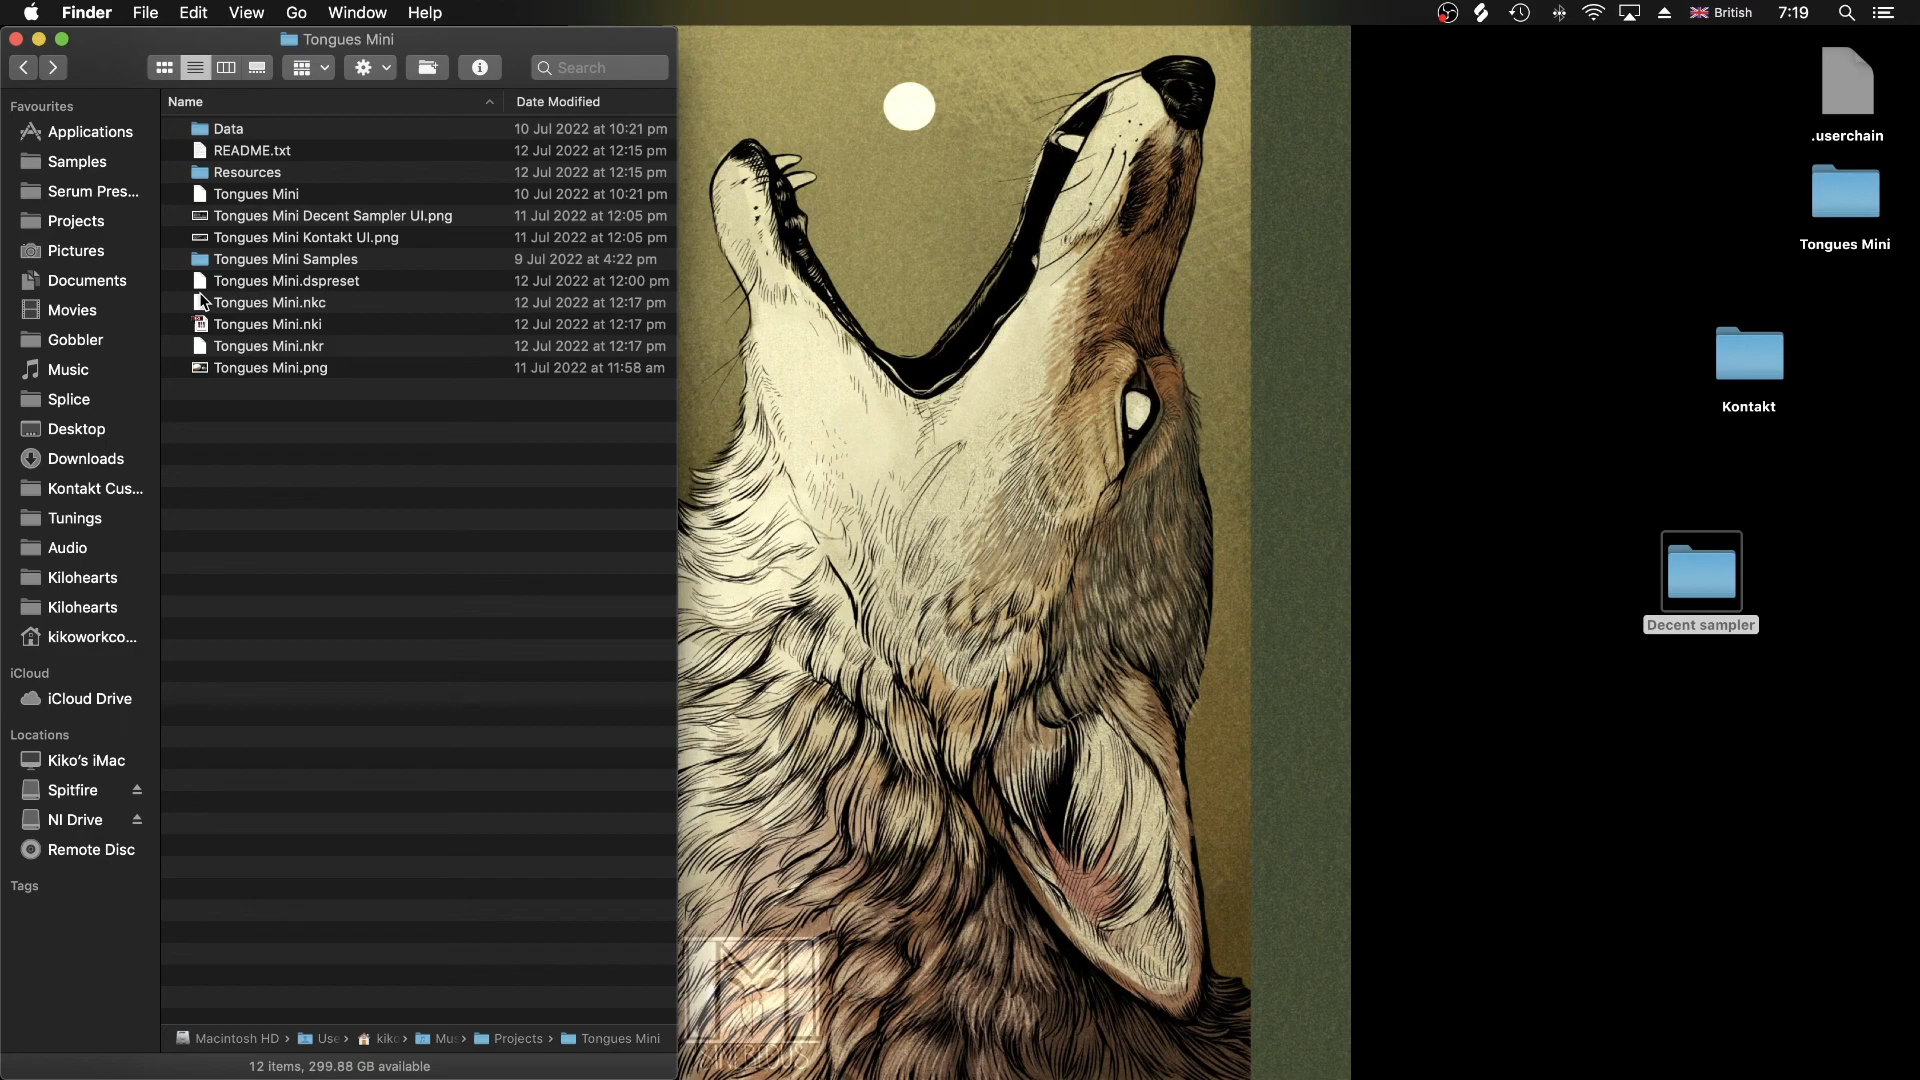 Finder File Edit View Go Window Help
British 7:19
Tongues Mini
Search
Favourites
Applications
Samples
Serum Pres...
Projects
Pictures
Documents
Movies
Gobbler
Music
Splice
Desktop
Downloads
Kontakt Cus...
Tunings
Audio
Kilohearts
Kilohearts
kikoworkco...
iCloud
iCloud Drive
Locations
Kiko's iMac
Spitfire
NI Drive
Remote Disc
Tags
Name Date Modified
Data 10 Jul 2022 at 10:21 pm
README.txt 12 Jul 2022 at 12:15 pm
Resources 12 Jul 2022 at 12:15 pm
Tongues Mini 10 Jul 2022 at 10:21 pm
Tongues Mini Decent Sampler UI.png 11 Jul 2022 at 12:05 pm
Tongues Mini Kontakt UI.png 11 Jul 2022 at 12:05 pm
Tongues Mini Samples 9 Jul 2022 at 4:22 pm
Tongues Mini.dspreset 12 Jul 2022 at 12:00 pm
Tongues Mini.nkc 12 Jul 2022 at 12:17 pm
Tongues Mini.nki 12 Jul 2022 at 12:17 pm
Tongues Mini.nkr 12 Jul 2022 at 12:17 pm
Tongues Mini.png 11 Jul 2022 at 11:58 am
Macintosh HD › Use › kiko › Mus › Projects › Tongues Mini
12 items, 299.88 GB available
.userchain
Tongues Mini
Kontakt
Decent sampler